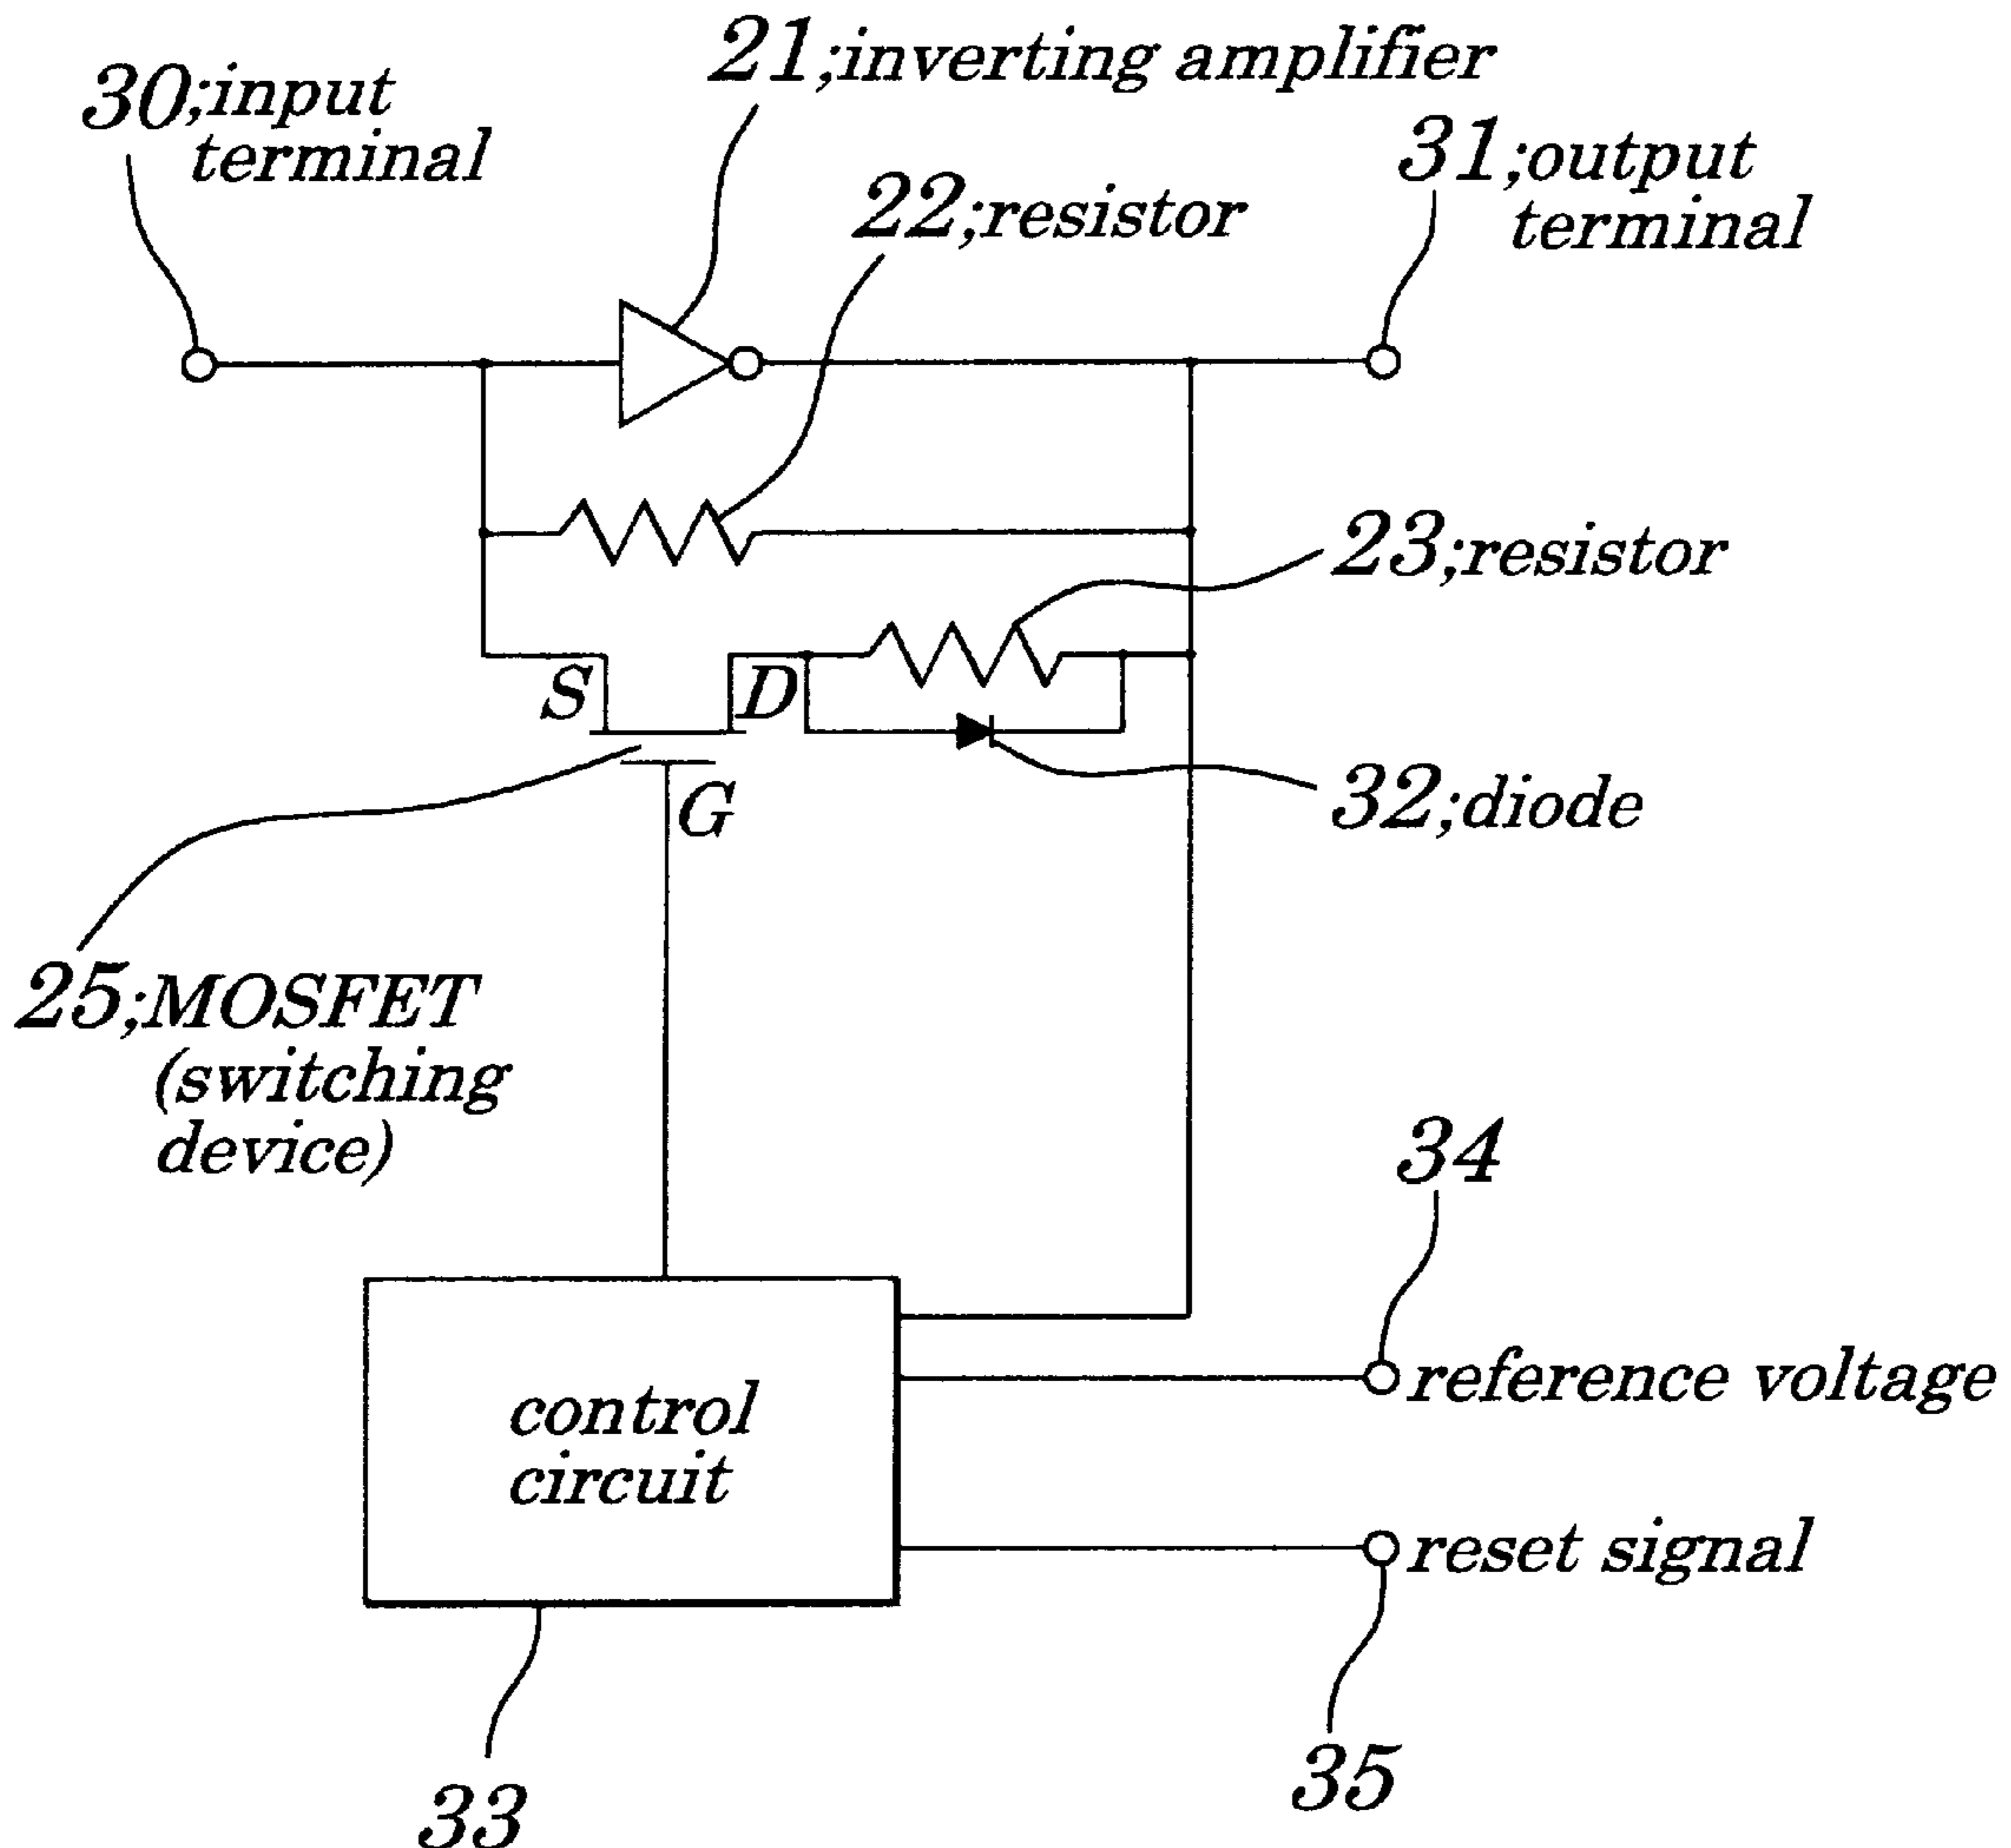 21;inverting amplifier
30;input
terminal
31;output
terminal
22;resistor
23;resistor
S
D
G
32;diode
25;MOSFET
(switching
device)
34
reference voltage
control
circuit
reset signal
35
33